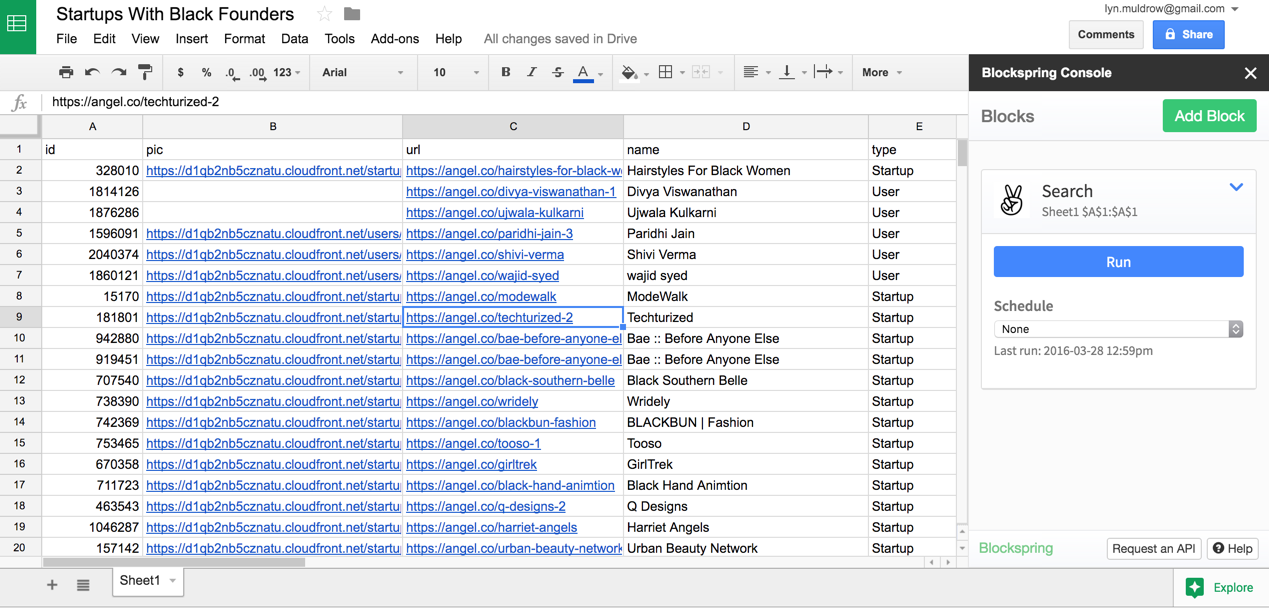 Startups With Black Founders
lyn.muldrow@gmail.com
File Edit View Insert Format Data Tools Add-ons Help All changes saved in Drive
Comments Share
$ % .0 .00 123 Arial 10 B I S A More
fx https://angel.co/techturized-2
A B C D E
1 id pic url name type
2 328010 https://d1qb2nb5cznatu.cloudfront.net/startu https://angel.co/hairstyles-for-black-w Hairstyles For Black Women Startup
3 1814126 https://angel.co/divya-viswanathan-1 Divya Viswanathan User
4 1876286 https://angel.co/ujwala-kulkarni Ujwala Kulkarni User
5 1596091 https://d1qb2nb5cznatu.cloudfront.net/users/ https://angel.co/paridhi-jain-3 Paridhi Jain User
6 2040374 https://d1qb2nb5cznatu.cloudfront.net/users/ https://angel.co/shivi-verma Shivi Verma User
7 1860121 https://d1qb2nb5cznatu.cloudfront.net/users/ https://angel.co/wajid-syed wajid syed User
8 15170 https://d1qb2nb5cznatu.cloudfront.net/startu https://angel.co/modewalk ModeWalk Startup
9 181801 https://d1qb2nb5cznatu.cloudfront.net/startu https://angel.co/techturized-2 Techturized Startup
10 942880 https://d1qb2nb5cznatu.cloudfront.net/startu https://angel.co/bae-before-anyone-el Bae :: Before Anyone Else Startup
11 919451 https://d1qb2nb5cznatu.cloudfront.net/startu https://angel.co/bae-before-anyone-el Bae :: Before Anyone Else Startup
12 707540 https://d1qb2nb5cznatu.cloudfront.net/startu https://angel.co/black-southern-belle Black Southern Belle Startup
13 738390 https://d1qb2nb5cznatu.cloudfront.net/startu https://angel.co/wridely Wridely Startup
14 742369 https://d1qb2nb5cznatu.cloudfront.net/startu https://angel.co/blackbun-fashion BLACKBUN | Fashion Startup
15 753465 https://d1qb2nb5cznatu.cloudfront.net/startu https://angel.co/tooso-1 Tooso Startup
16 670358 https://d1qb2nb5cznatu.cloudfront.net/startu https://angel.co/girltrek GirlTrek Startup
17 711723 https://d1qb2nb5cznatu.cloudfront.net/startu https://angel.co/black-hand-animtion Black Hand Animtion Startup
18 463543 https://d1qb2nb5cznatu.cloudfront.net/startu https://angel.co/q-designs-2 Q Designs Startup
19 1046287 https://d1qb2nb5cznatu.cloudfront.net/startu https://angel.co/harriet-angels Harriet Angels Startup
20 157142 https://d1qb2nb5cznatu.cloudfront.net/startu https://angel.co/urban-beauty-network Urban Beauty Network Startup
Sheet1
Blockspring Console
Blocks Add Block
Search
Sheet1 $A$1:$A$1
Run
Schedule
None
Last run: 2016-03-28 12:59pm
Blockspring Request an API Help
Explore